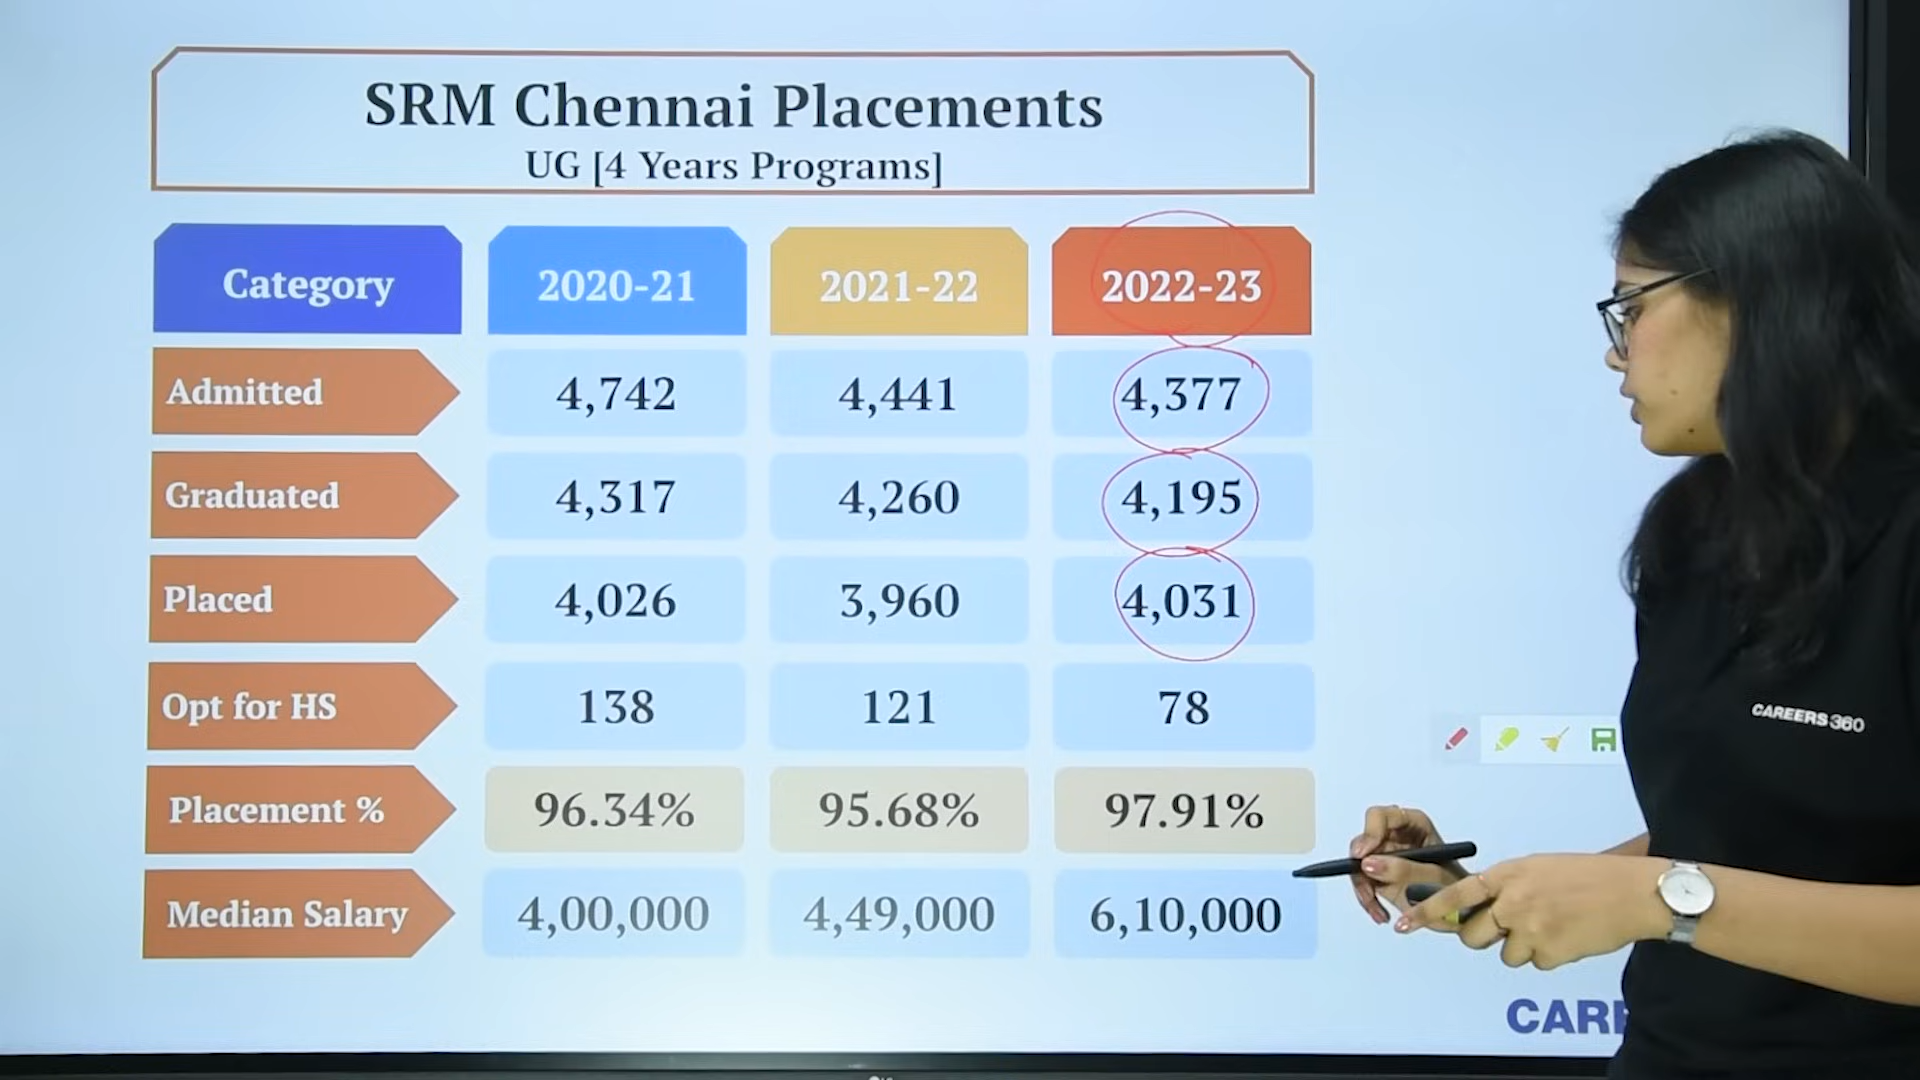 SRM Chennai Placements
UG [4 Years Programs]
Category 2020-21 2021-22 2022-23
Admitted 4,742 4,441 4,377
Graduated 4,317 4,260 4,195
Placed 4,026 3,960 4,031
Opt for HS 138 121 78
Placement % 96.34% 95.68% 97.91%
Median Salary 4,00,000 4,49,000 6,10,000
CAREERS360